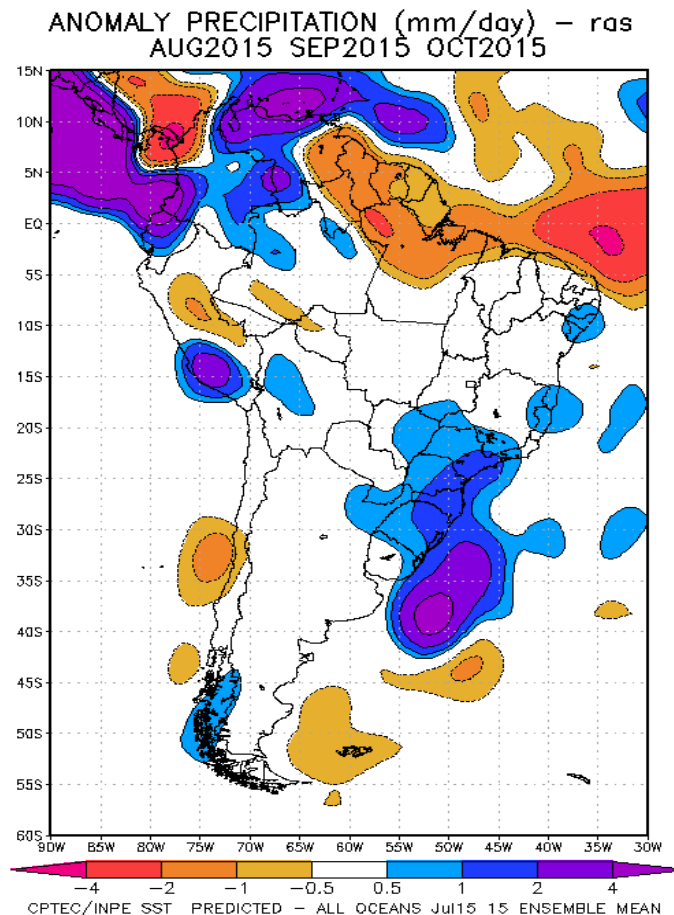 ANOMALY PRECIPITATION (mm/day) – ras
AUG2015 SEP2015 OCT2015
15N
10N
5N
EQ
5S
10S
15S
20S
25S
30S
35S
40S
45S
50S
55S
60S
90W 85W 80W 75W 70W 65W 60W 55W 50W 45W 40W 35W 30W
−4 −2 −1 −0.5 0.5 1 2 4
CPTEC/INPE SST PREDICTED – ALL OCEANS Jul15 15 ENSEMBLE MEAN